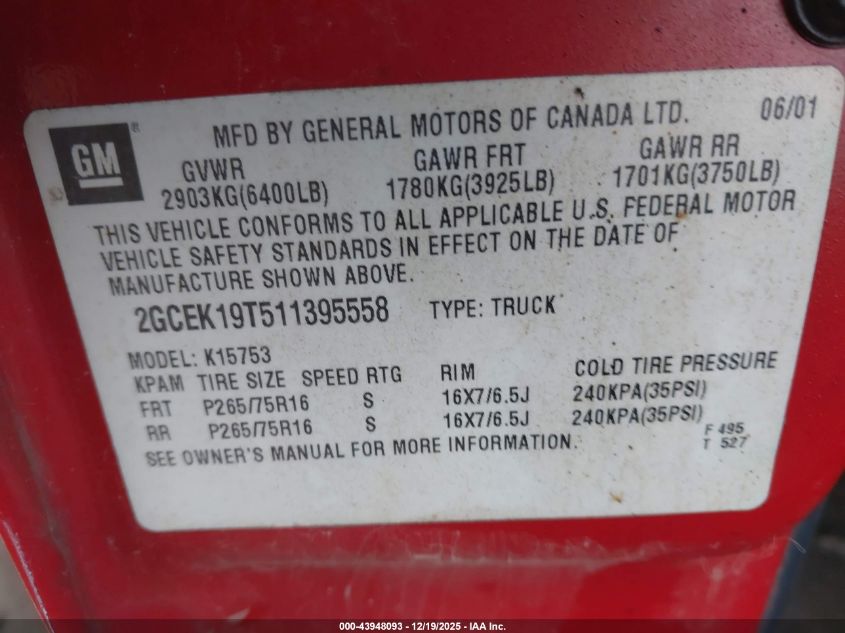 GM ®
MFD BY GENERAL MOTORS OF CANADA LTD. 06/01
GVWR GAWR FRT GAWR RR
2903KG(6400LB) 1780KG(3925LB) 1701KG(3750LB)
THIS VEHICLE CONFORMS TO ALL APPLICABLE U.S. FEDERAL MOTOR
VEHICLE SAFETY STANDARDS IN EFFECT ON THE DATE OF
MANUFACTURE SHOWN ABOVE.
2GCEK19T511395558 TYPE: TRUCK
MODEL: K15753
KPAM TIRE SIZE SPEED RTG RIM COLD TIRE PRESSURE
FRT P265/75R16 S 16X7/6.5J 240KPA(35PSI)
RR P265/75R16 S 16X7/6.5J 240KPA(35PSI)
SEE OWNER'S MANUAL FOR MORE INFORMATION.
F 495
T 527
000-43948093 - 12/19/2025 - IAA Inc.